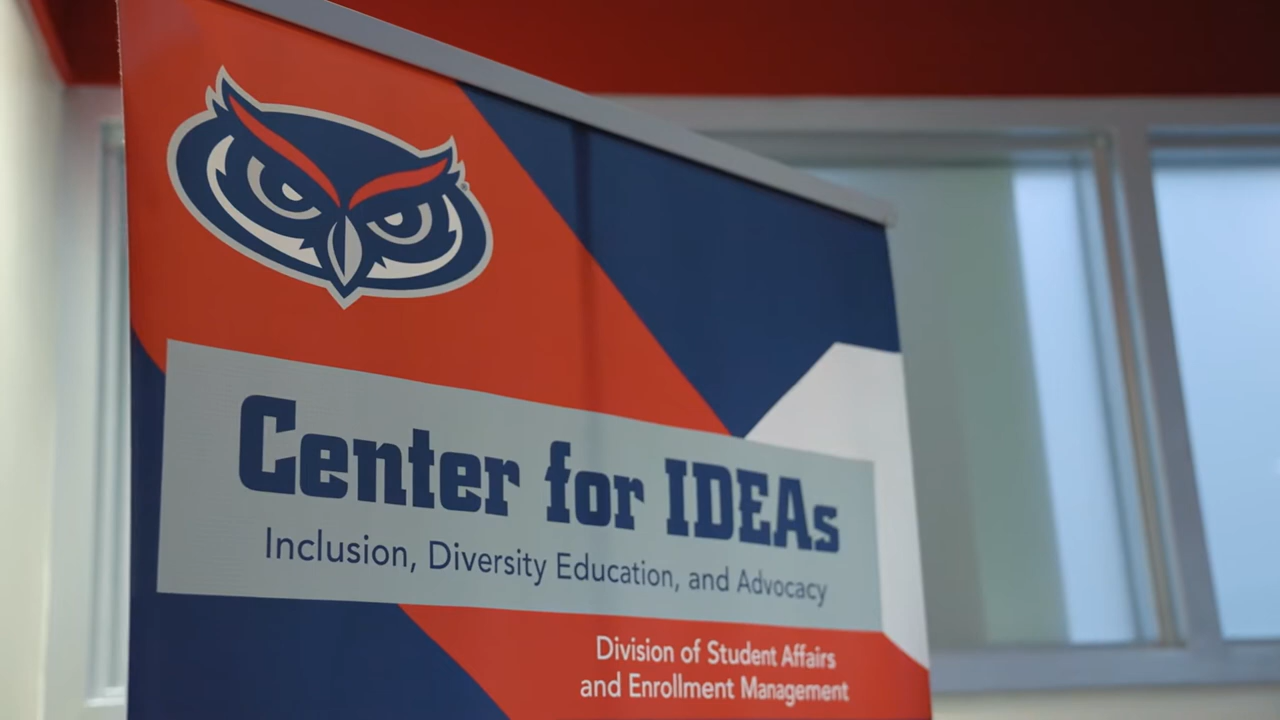 Center for IDEAs
Inclusion, Diversity Education, and Advocacy
Division of Student Affairs
and Enrollment Management